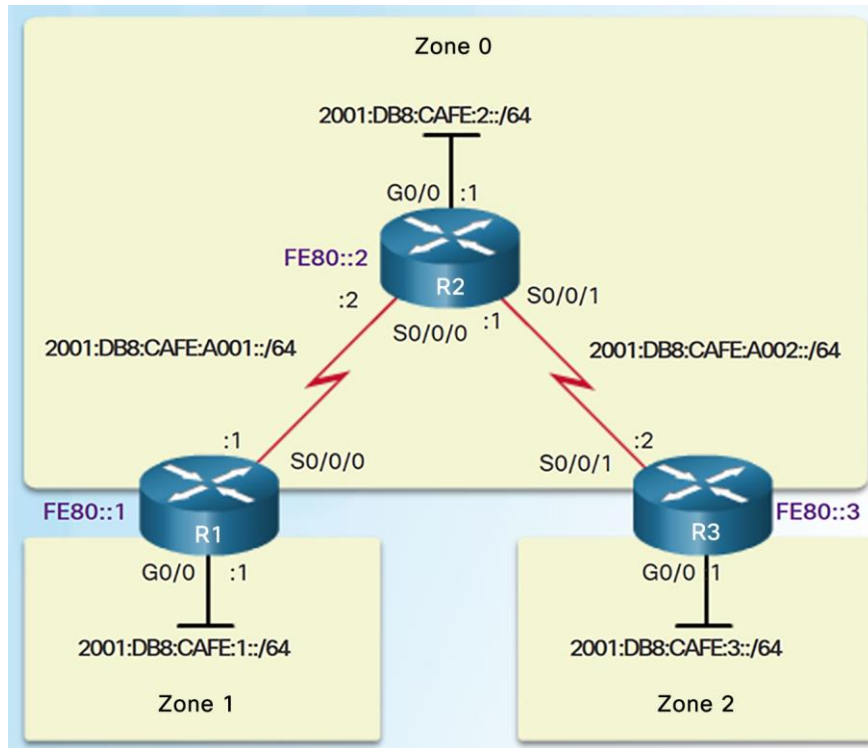 Zone 0
2001:DB8:CAFE:2::/64
G0/0 :1
FE80::2
R2
:2
S0/0/0
:1
S0/0/1
2001:DB8:CAFE:A001::/64
2001:DB8:CAFE:A002::/64
:1
S0/0/0
:2
S0/0/1
FE80::1
R1
R3
FE80::3
G0/0 :1
G0/0 :1
2001:DB8:CAFE:1::/64
2001:DB8:CAFE:3::/64
Zone 1
Zone 2